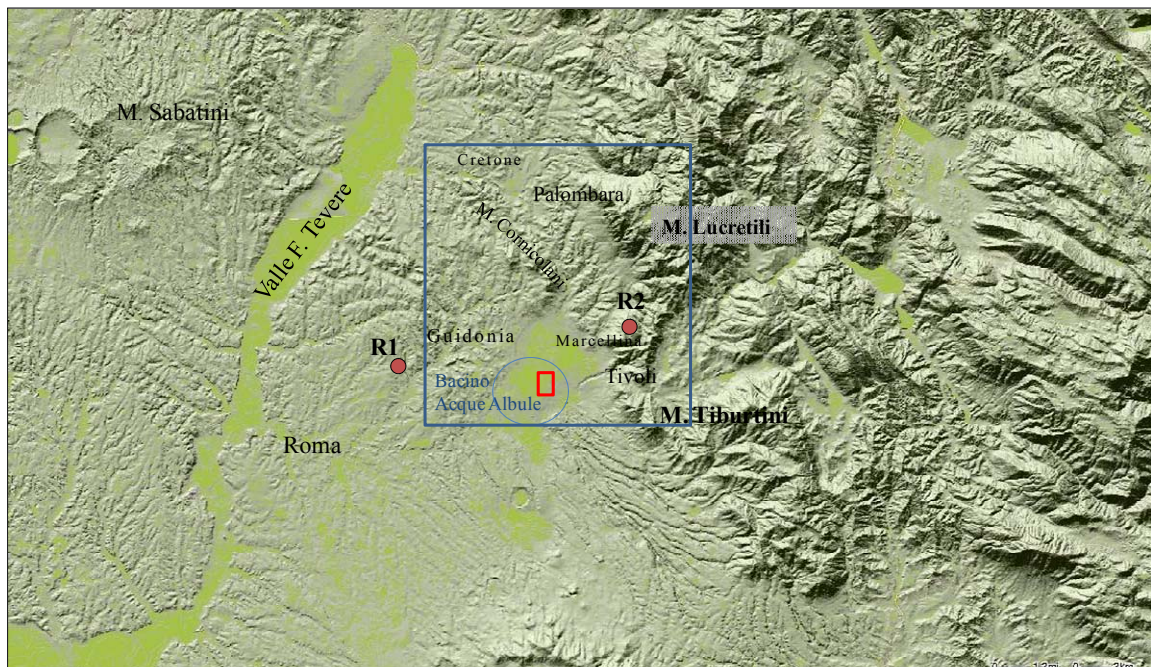 M. Sabatini
Cretone
Palombara
Valle F. Tevere
M. Cornicolani
M. Lucretili
R2
Guidonia
Marcellina
R1
Tivoli
Bacino
Acque Albule
M. Tiburtini
Roma